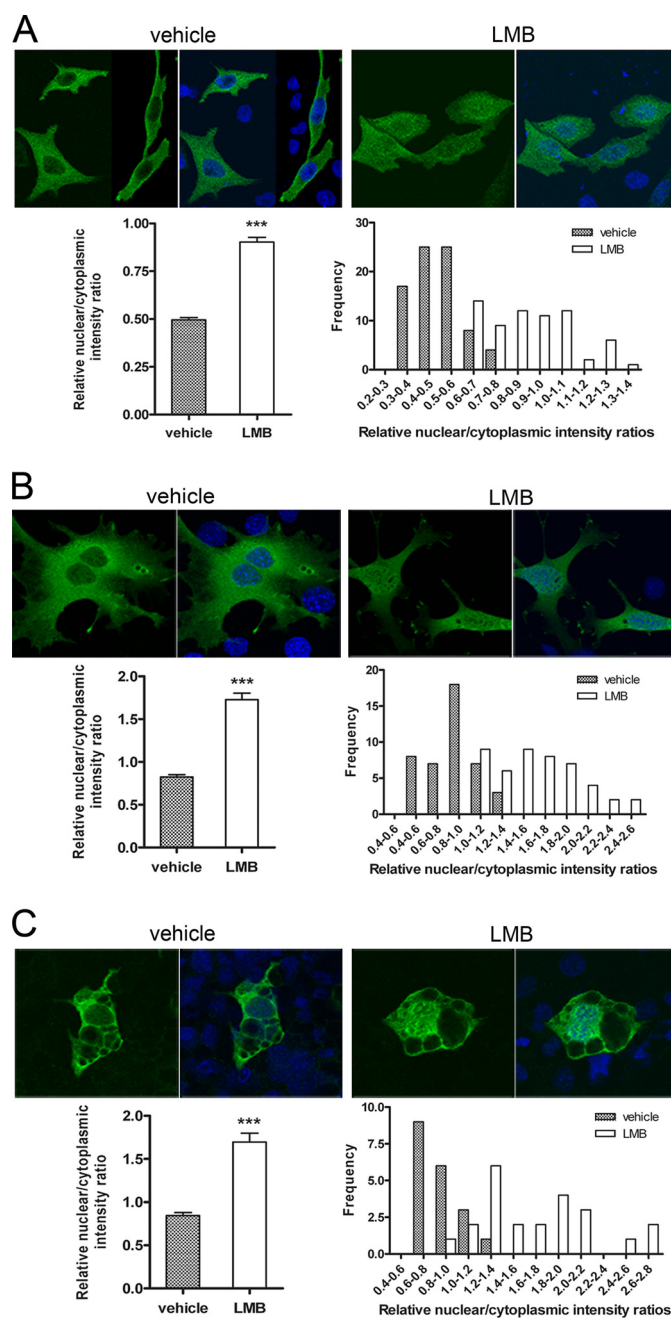 A
vehicle
LMB
Relative nuclear/cytoplasmic
intensity ratio
1.00
0.75
0.50
0.25
0.00
***
vehicle
LMB
Frequency
30
20
10
0
vehicle
LMB
0.2-0.3
0.3-0.4
0.4-0.5
0.5-0.6
0.6-0.7
0.7-0.8
0.8-0.9
0.9-1.0
1.0-1.1
1.1-1.2
1.2-1.3
1.3-1.4
Relative nuclear/cytoplasmic intensity ratios
B
vehicle
LMB
Relative nuclear/cytoplasmic
intensity ratio
2.0
1.5
1.0
0.5
0.0
***
vehicle
LMB
Frequency
20
15
10
5
0
vehicle
LMB
0.4-0.6
0.4-0.6
0.6-0.8
0.8-1.0
1.0-1.2
1.2-1.4
1.4-1.6
1.6-1.8
1.8-2.0
2.0-2.2
2.2-2.4
2.4-2.6
Relative nuclear/cytoplasmic intensity ratios
C
vehicle
LMB
Relative nuclear/cytoplasmic
intensity ratio
2.0
1.5
1.0
0.5
0.0
***
vehicle
LMB
Frequency
10.0
7.5
5.0
2.5
0.0
vehicle
LMB
0.4-0.6
0.6-0.8
0.8-1.0
1.0-1.2
1.2-1.4
1.4-1.6
1.6-1.8
1.8-2.0
2.0-2.2
2.2-2.4
2.4-2.6
2.6-2.8
Relative nuclear/cytoplasmic intensity ratios